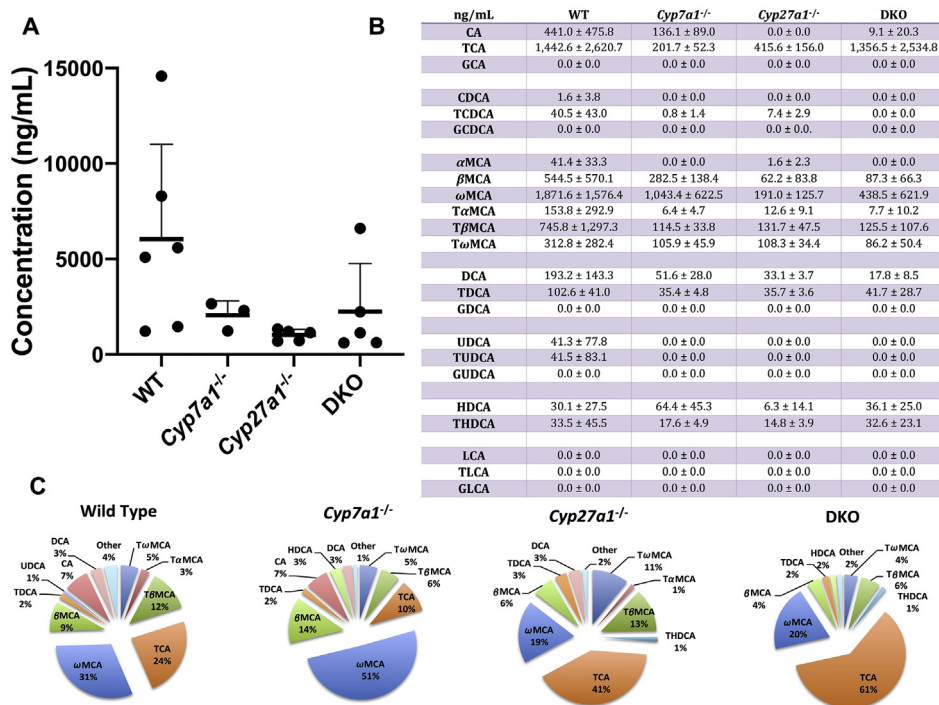 A
Concentration (ng/mL)
15000
10000
5000
0
WT
Cyp7a1-/-
Cyp27a1-/-
DKO
B
ng/mL WT Cyp7a1-/- Cyp27a1-/- DKO
CA 441.0 ± 475.8 136.1 ± 89.0 0.0 ± 0.0 9.1 ± 20.3
TCA 1,442.6 ± 2,620.7 201.7 ± 52.3 415.6 ± 156.0 1,356.5 ± 2,534.8
GCA 0.0 ± 0.0 0.0 ± 0.0 0.0 ± 0.0 0.0 ± 0.0
CDCA 1.6 ± 3.8 0.0 ± 0.0 0.0 ± 0.0 0.0 ± 0.0
TCDCA 40.5 ± 43.0 0.8 ± 1.4 7.4 ± 2.9 0.0 ± 0.0
GCDCA 0.0 ± 0.0 0.0 ± 0.0 0.0 ± 0.0. 0.0 ± 0.0
αMCA 41.4 ± 33.3 0.0 ± 0.0 1.6 ± 2.3 0.0 ± 0.0
βMCA 544.5 ± 570.1 282.5 ± 138.4 62.2 ± 83.8 87.3 ± 66.3
ωMCA 1,871.6 ± 1,576.4 1,043.4 ± 622.5 191.0 ± 125.7 438.5 ± 621.9
TαMCA 153.8 ± 292.9 6.4 ± 4.7 12.6 ± 9.1 7.7 ± 10.2
TβMCA 745.8 ± 1,297.3 114.5 ± 33.8 131.7 ± 47.5 125.5 ± 107.6
TωMCA 312.8 ± 282.4 105.9 ± 45.9 108.3 ± 34.4 86.2 ± 50.4
DCA 193.2 ± 143.3 51.6 ± 28.0 33.1 ± 3.7 17.8 ± 8.5
TDCA 102.6 ± 41.0 35.4 ± 4.8 35.7 ± 3.6 41.7 ± 28.7
GDCA 0.0 ± 0.0 0.0 ± 0.0 0.0 ± 0.0 0.0 ± 0.0
UDCA 41.3 ± 77.8 0.0 ± 0.0 0.0 ± 0.0 0.0 ± 0.0
TUDCA 41.5 ± 83.1 0.0 ± 0.0 0.0 ± 0.0 0.0 ± 0.0
GUDCA 0.0 ± 0.0 0.0 ± 0.0 0.0 ± 0.0 0.0 ± 0.0
HDCA 30.1 ± 27.5 64.4 ± 45.3 6.3 ± 14.1 36.1 ± 25.0
THDCA 33.5 ± 45.5 17.6 ± 4.9 14.8 ± 3.9 32.6 ± 23.1
LCA 0.0 ± 0.0 0.0 ± 0.0 0.0 ± 0.0 0.0 ± 0.0
TLCA 0.0 ± 0.0 0.0 ± 0.0 0.0 ± 0.0 0.0 ± 0.0
GLCA 0.0 ± 0.0 0.0 ± 0.0 0.0 ± 0.0 0.0 ± 0.0
C
Wild Type
TωMCA
5%
TαMCA
3%
TβMCA
12%
TCA
24%
ωMCA
31%
βMCA
9%
TDCA
2%
UDCA
1%
CA
7%
DCA
3%
Other
4%
Cyp7a1-/-
TωMCA
5%
TβMCA
6%
TCA
10%
ωMCA
51%
βMCA
14%
TDCA
2%
CA
7%
HDCA
3%
DCA
3%
Other
1%
Cyp27a1-/-
TωMCA
11%
TαMCA
1%
TβMCA
13%
THDCA
1%
TCA
41%
ωMCA
19%
βMCA
6%
TDCA
3%
DCA
3%
Other
2%
DKO
TωMCA
4%
TβMCA
6%
THDCA
1%
TCA
61%
ωMCA
20%
βMCA
4%
TDCA
2%
HDCA
2%
Other
2%